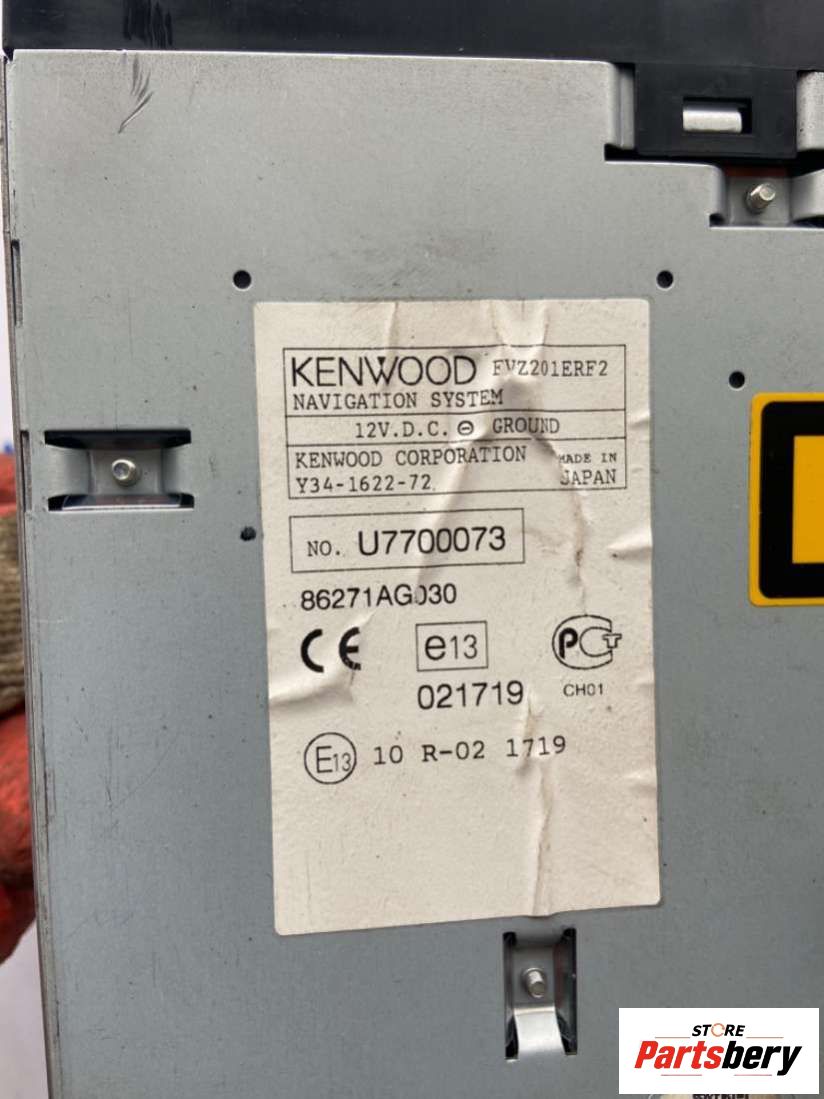 KENWOOD FVZ201ERF2
NAVIGATION SYSTEM
12V.D.C. ⊖ GROUND
KENWOOD CORPORATION MADE IN
Y34-1622-72 JAPAN
NO. U7700073
86271AG030
CE e13 PCT
021719 CH01
E13 10 R-02 1719
STORE
Partsbery